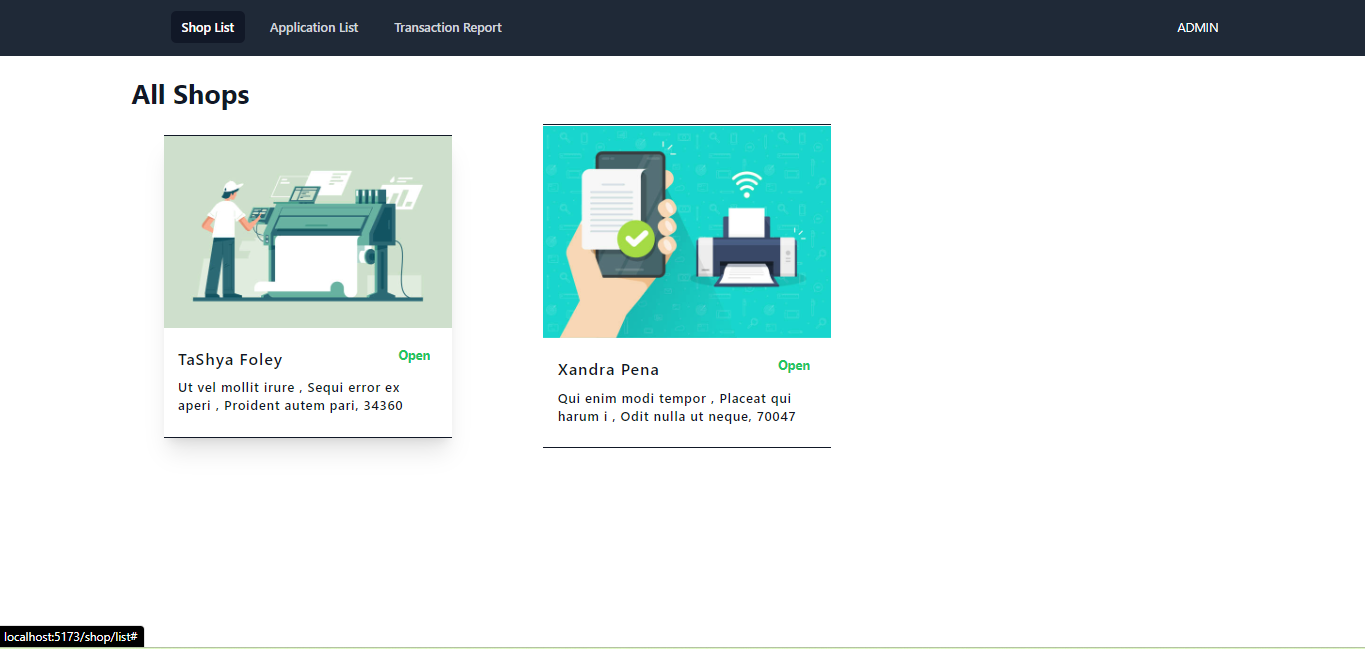 Shop List Application List Transaction Report ADMIN
All Shops
TaShya Foley Open
Ut vel mollit irure , Sequi error ex
aperi , Proident autem pari, 34360
Xandra Pena Open
Qui enim modi tempor , Placeat qui
harum i , Odit nulla ut neque, 70047
localhost:5173/shop/list#